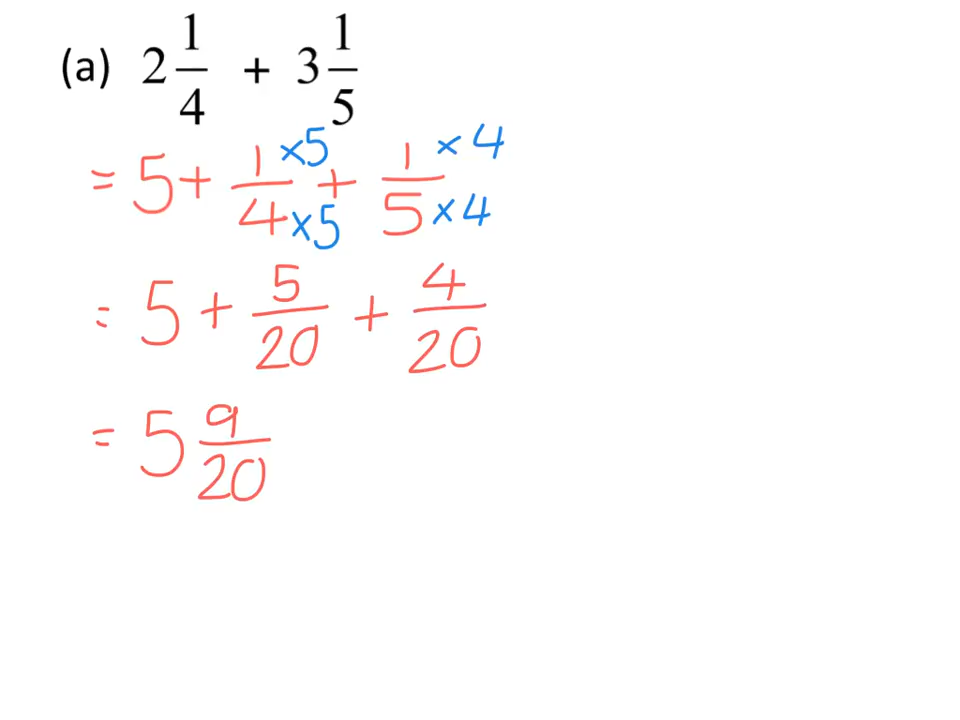 (a) 2 1/4 + 3 1/5
= 5 + 1/4 ×5 ×5 + 1/5 ×4 ×4
= 5 + 5/20 + 4/20
= 5 9/20